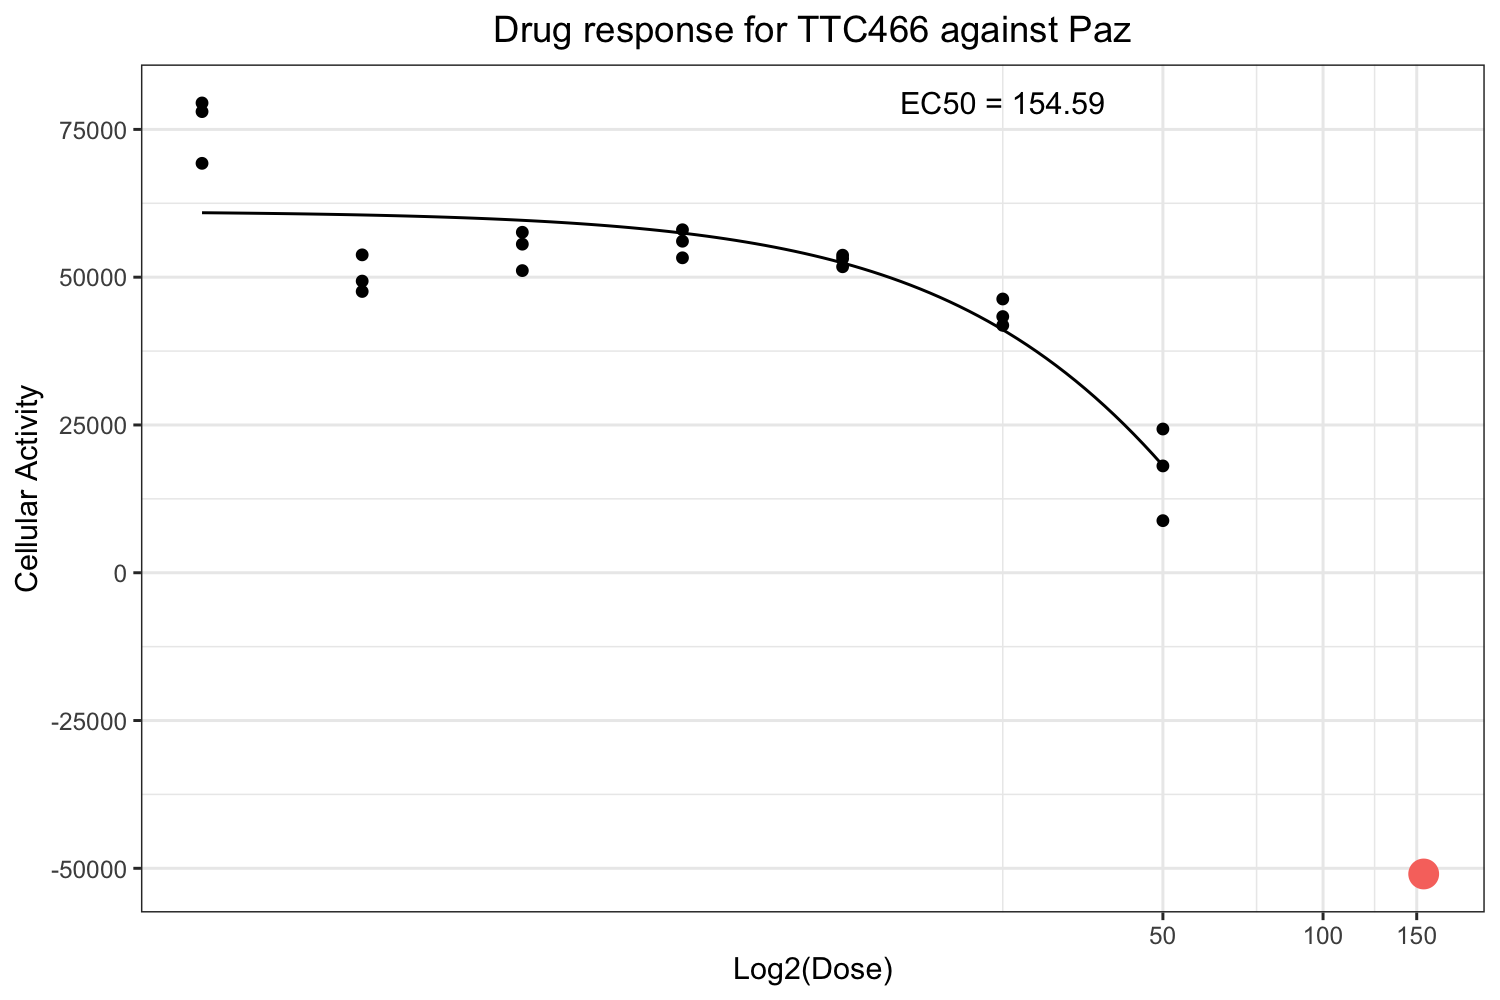 Drug response for TTC466 against Paz
EC50 = 154.59
75000
50000
25000
0
-25000
-50000
Cellular Activity
50 100 150
Log2(Dose)